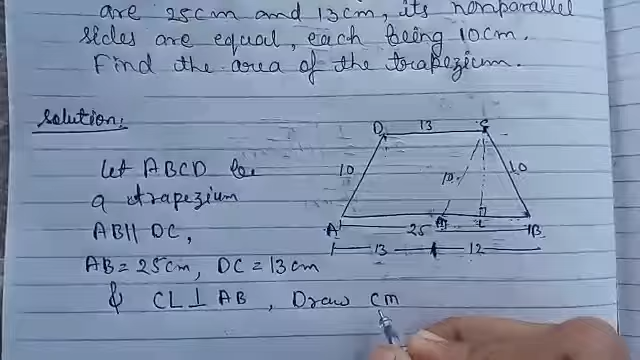 are 25cm and 13cm, its nonparallel
sides are equal, each being 10cm.
Find the area of the trapezium.
Solution:
D 13 C
let ABCD be
10 10 10
a trapezium
A 25 M L B
AB || DC,
13 12
AB = 25cm, DC = 13cm
& CL ⊥ AB, Draw CM